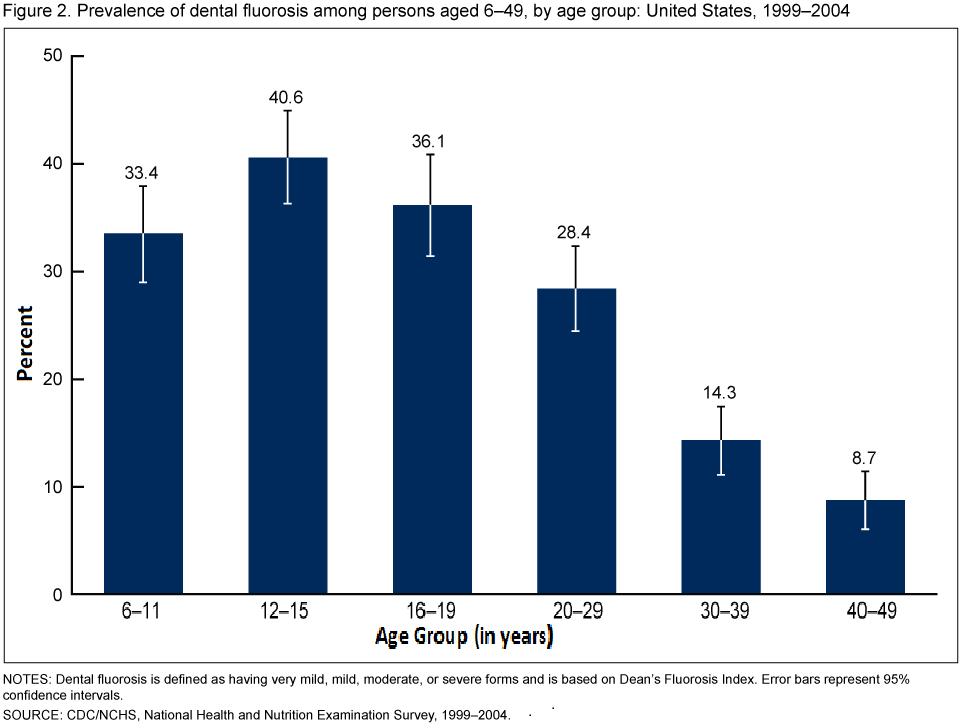 Figure 2. Prevalence of dental fluorosis among persons aged 6–49, by age group: United States, 1999–2004
50
40.6
36.1
40
33.4
28.4
30
Percent
20
14.3
8.7
10
0
6–11 12–15 16–19 20–29 30–39 40–49
Age Group (in years)
NOTES: Dental fluorosis is defined as having very mild, mild, moderate, or severe forms and is based on Dean's Fluorosis Index. Error bars represent 95%
confidence intervals.
SOURCE: CDC/NCHS, National Health and Nutrition Examination Survey, 1999–2004.